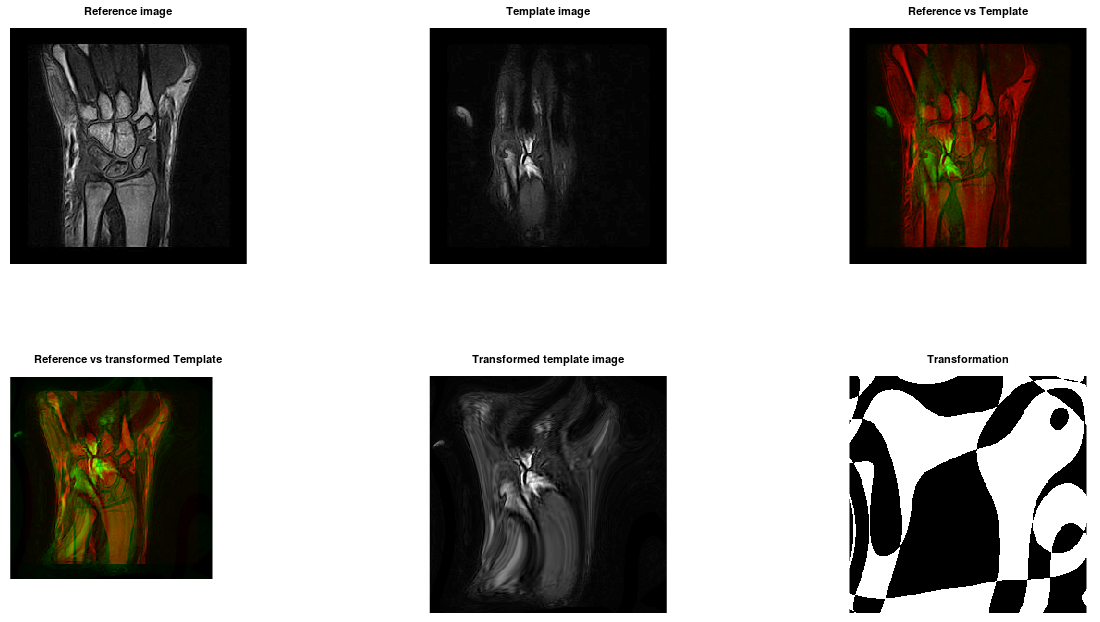 Reference image
Template image
Reference vs Template
Reference vs transformed Template
Transformed template image
Transformation